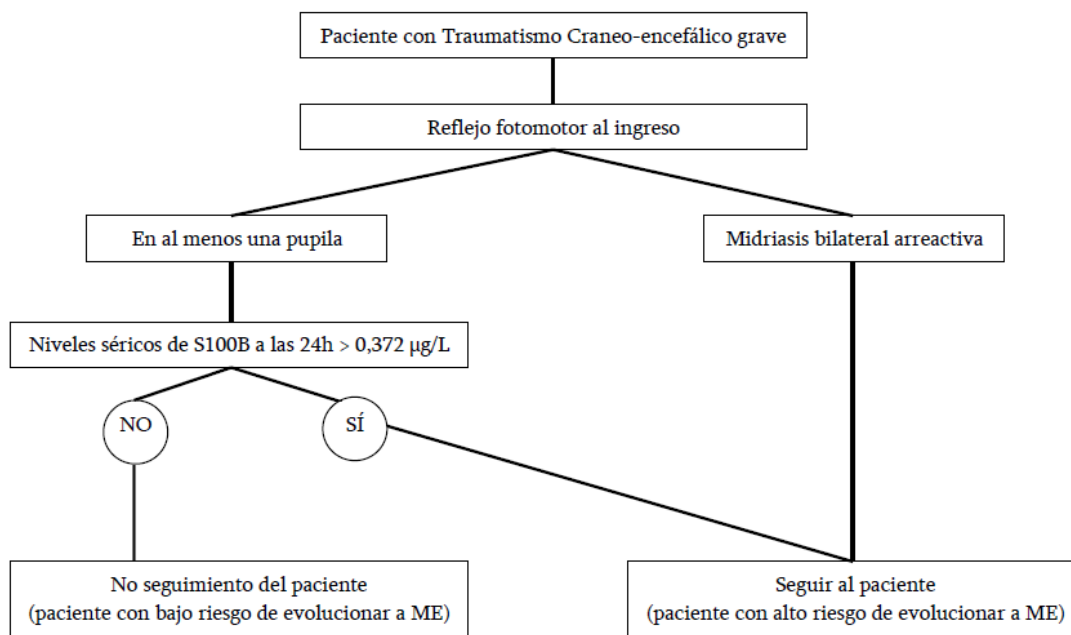 Paciente con Traumatismo Craneo-encefálico grave
Reflejo fotomotor al ingreso
En al menos una pupila
Midriasis bilateral arreactiva
Niveles séricos de S100B a las 24h > 0,372 µg/L
NO
SÍ
No seguimiento del paciente
(paciente con bajo riesgo de evolucionar a ME)
Seguir al paciente
(paciente con alto riesgo de evolucionar a ME)